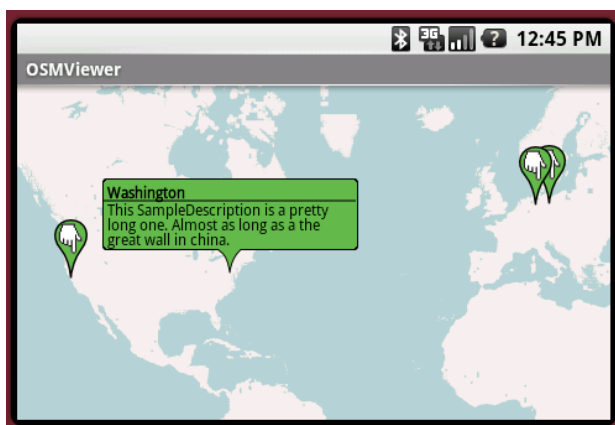 3G
12:45 PM
OSMViewer
Washington
This SampleDescription is a pretty
long one. Almost as long as a the
great wall in china.